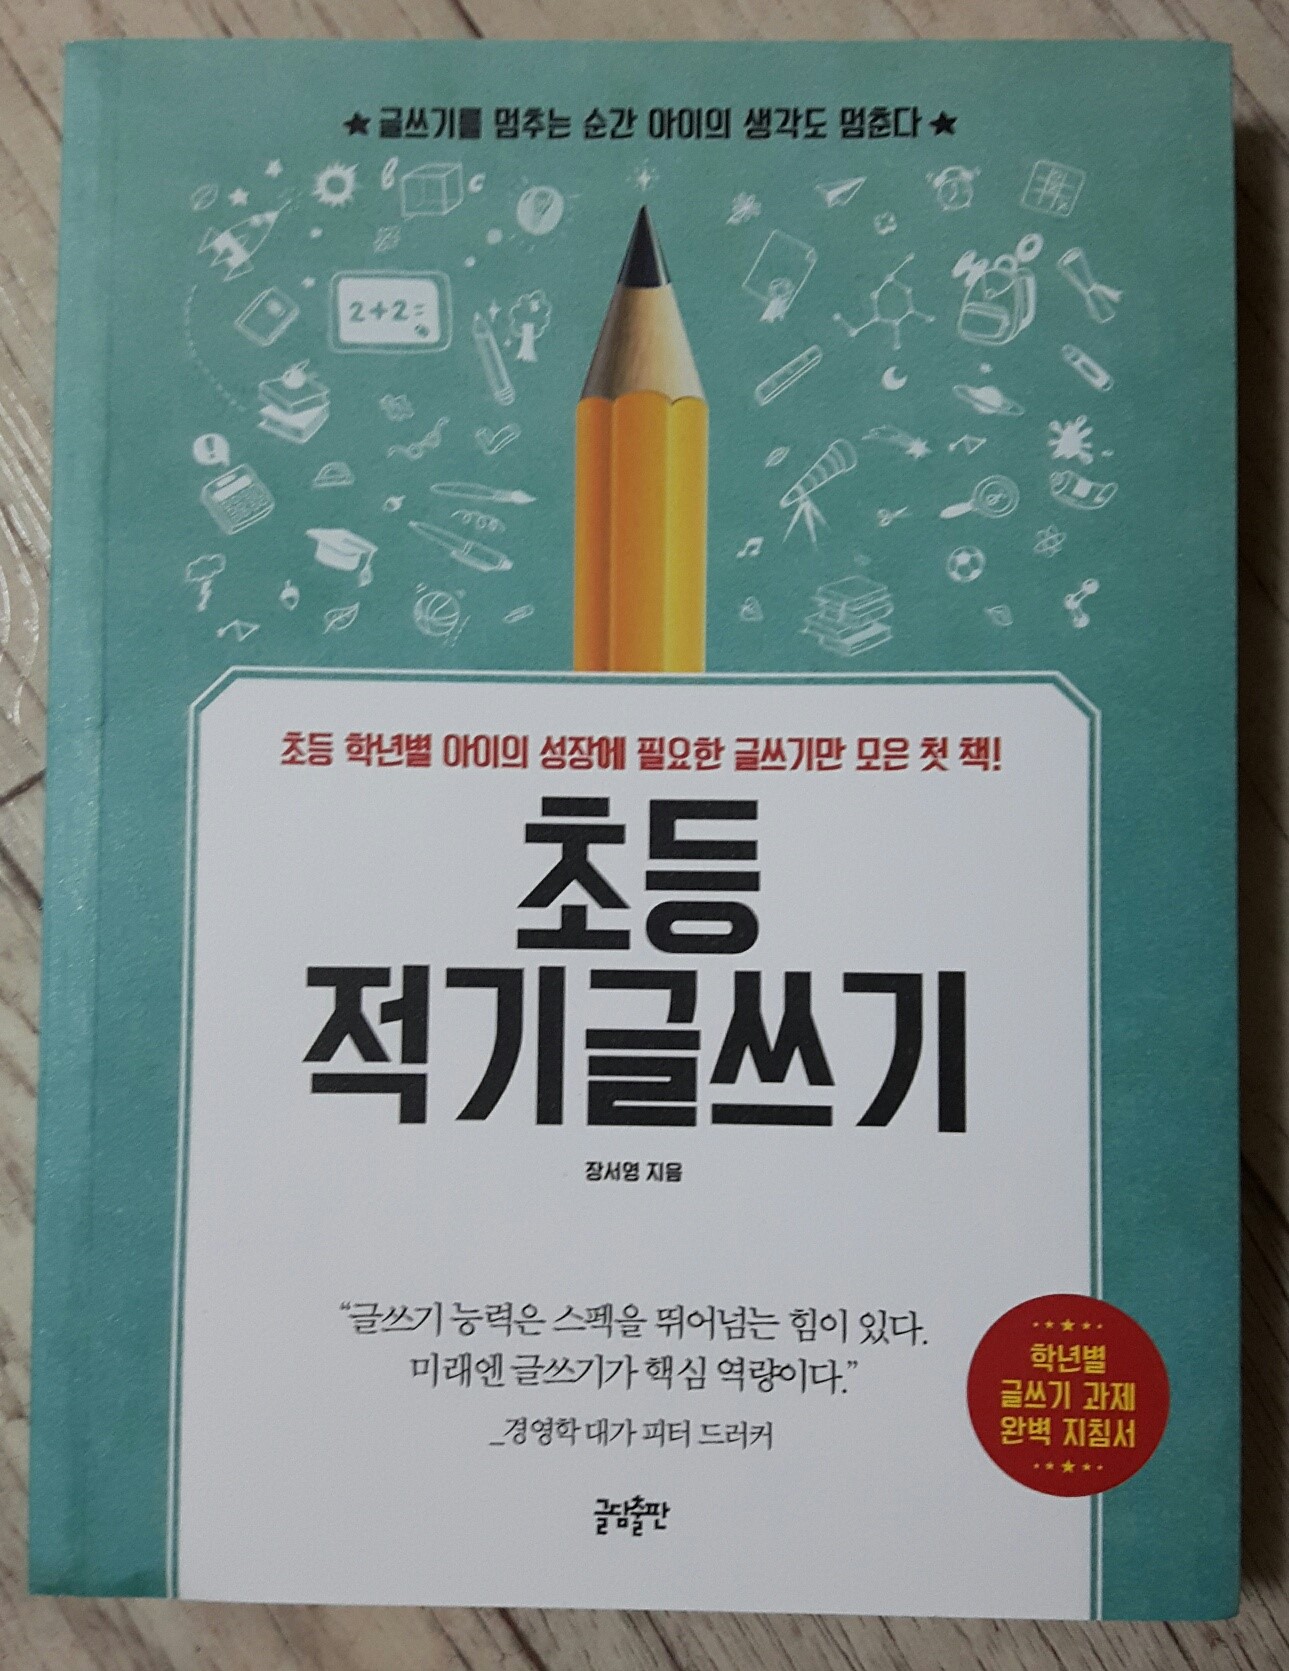 ★ 글쓰기를 멈추는 순간 아이의 생각도 멈춘다 ★
2+2=
초등 학년별 아이의 성장에 필요한 글쓰기만 모은 첫 책!
초등
적기글쓰기
장서영 지음
“글쓰기 능력은 스펙을 뛰어넘는 힘이 있다.
미래엔 글쓰기가 핵심 역량이다.”
_경영학 대가 피터 드러커
학년별
글쓰기 과제
완벽 지침서
글담출판